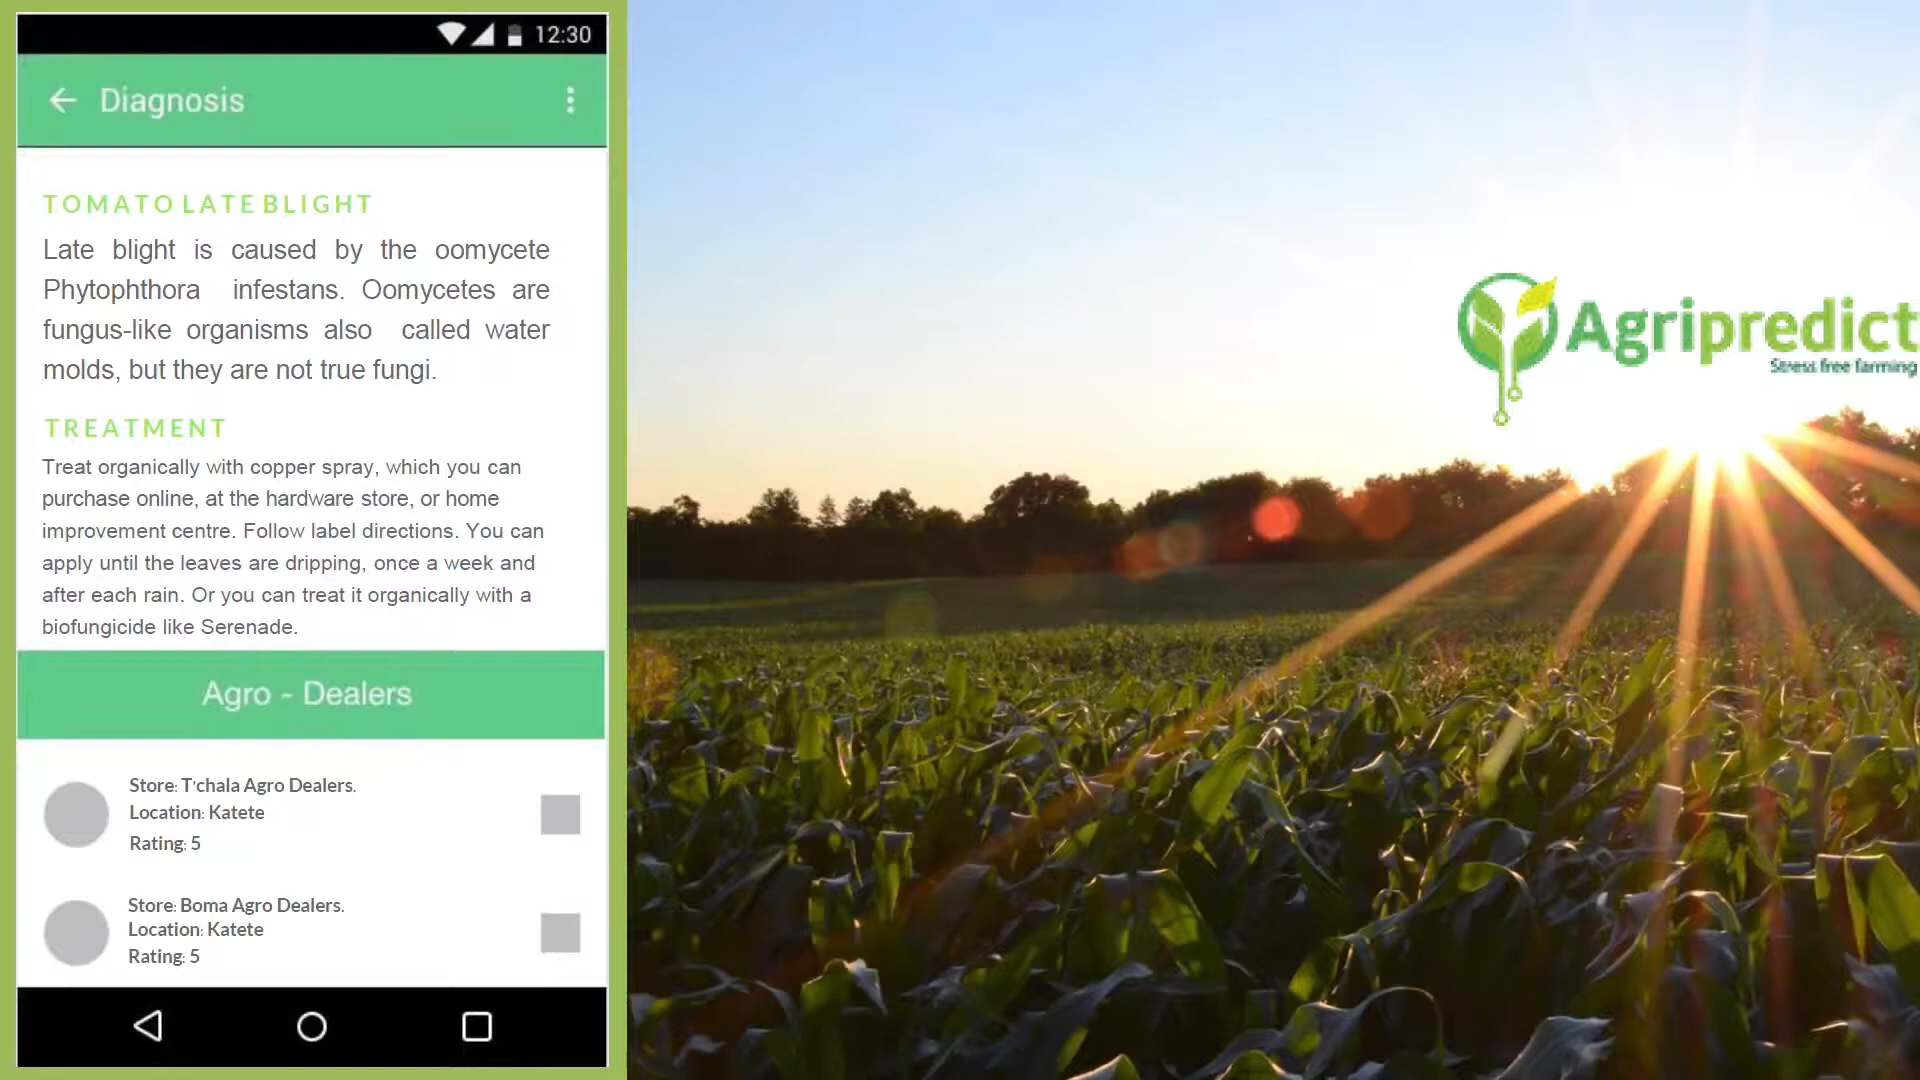 12:30
Diagnosis
TOMATO LATE BLIGHT
Late blight is caused by the oomycete
Phytophthora infestans. Oomycetes are
fungus-like organisms also called water
molds, but they are not true fungi.
TREATMENT
Treat organically with copper spray, which you can
purchase online, at the hardware store, or home
improvement centre. Follow label directions. You can
apply until the leaves are dripping, once a week and
after each rain. Or you can treat it organically with a
biofungicide like Serenade.
Agro - Dealers
Store: T'chala Agro Dealers.
Location: Katete
Rating: 5
Store: Boma Agro Dealers.
Location: Katete
Rating: 5
Agripredict
Stress free farming